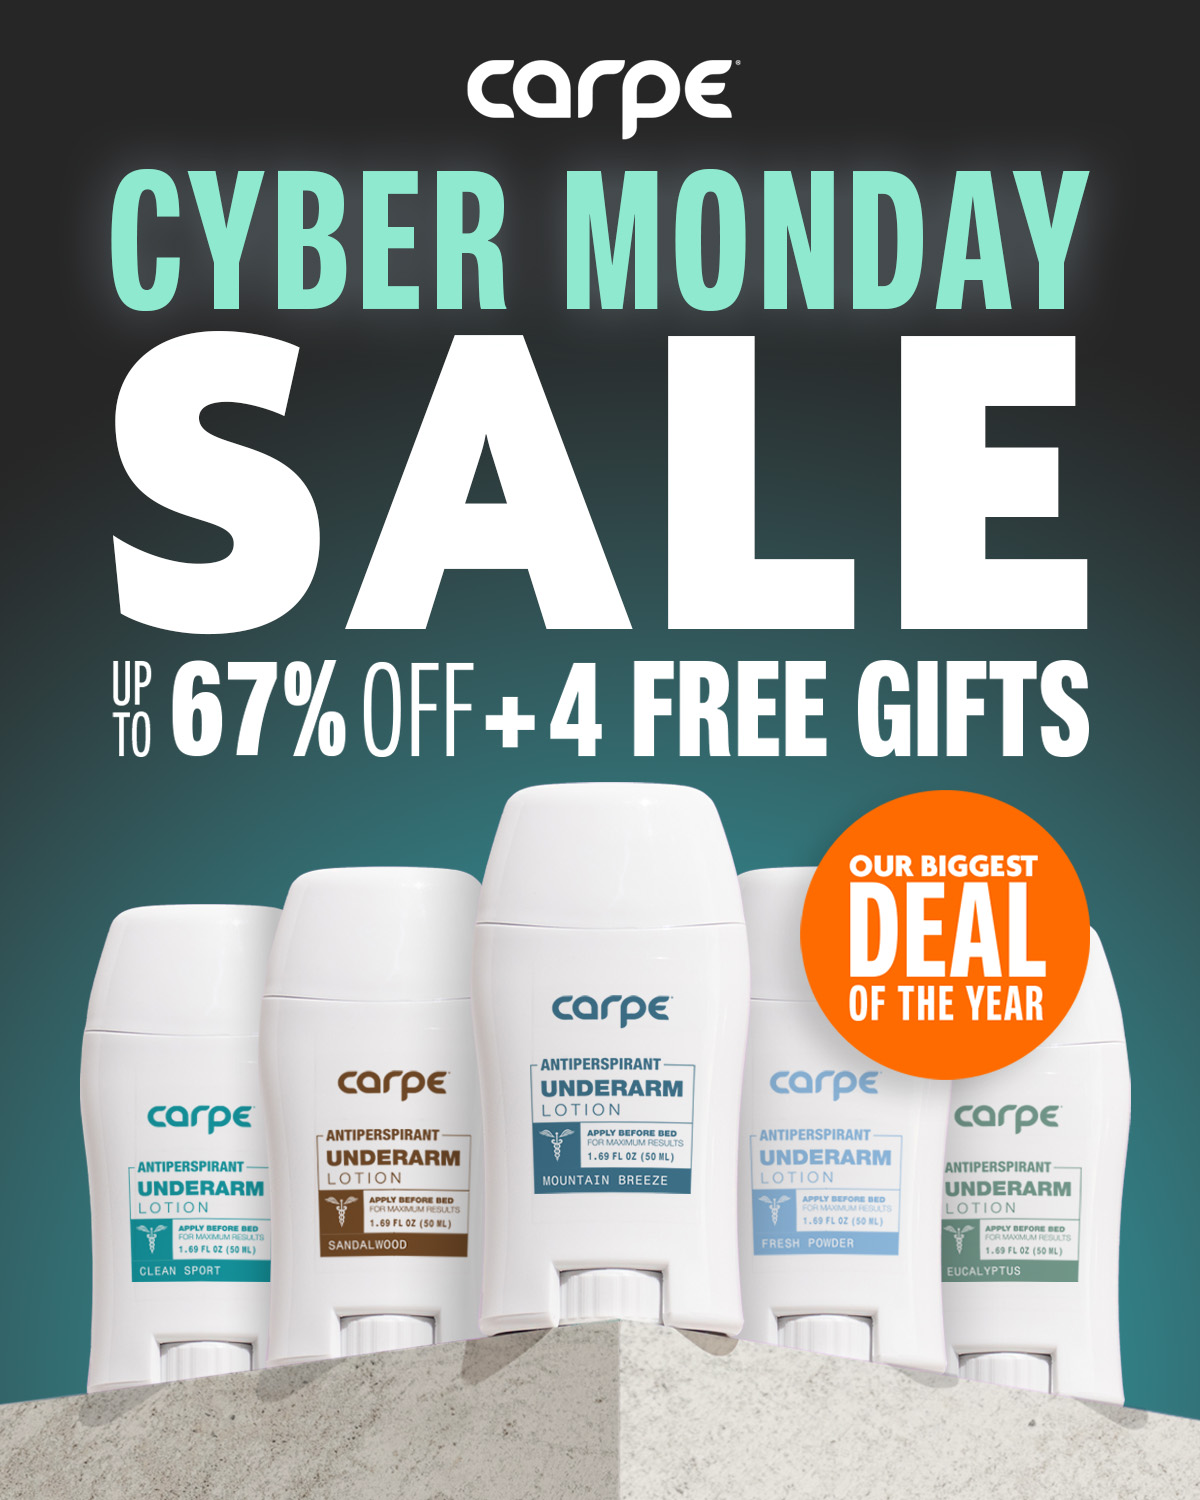 carpe
CYBER MONDAY
SALE
UP TO 67% OFF + 4 FREE GIFTS
OUR BIGGEST
DEAL
OF THE YEAR
carpe
ANTIPERSPIRANT
UNDERARM
LOTION
APPLY BEFORE BED
FOR MAXIMUM RESULTS
1.69 FL OZ (50 ML)
CLEAN SPORT
carpe
ANTIPERSPIRANT
UNDERARM
LOTION
APPLY BEFORE BED
FOR MAXIMUM RESULTS
1.69 FL OZ (50 ML)
SANDALWOOD
carpe
ANTIPERSPIRANT
UNDERARM
LOTION
APPLY BEFORE BED
FOR MAXIMUM RESULTS
1.69 FL OZ (50 ML)
MOUNTAIN BREEZE
carpe
ANTIPERSPIRANT
UNDERARM
LOTION
APPLY BEFORE BED
FOR MAXIMUM RESULTS
1.69 FL OZ (50 ML)
FRESH POWDER
carpe
ANTIPERSPIRANT
UNDERARM
LOTION
APPLY BEFORE BED
FOR MAXIMUM RESULTS
1.69 FL OZ (50 ML)
EUCALYPTUS